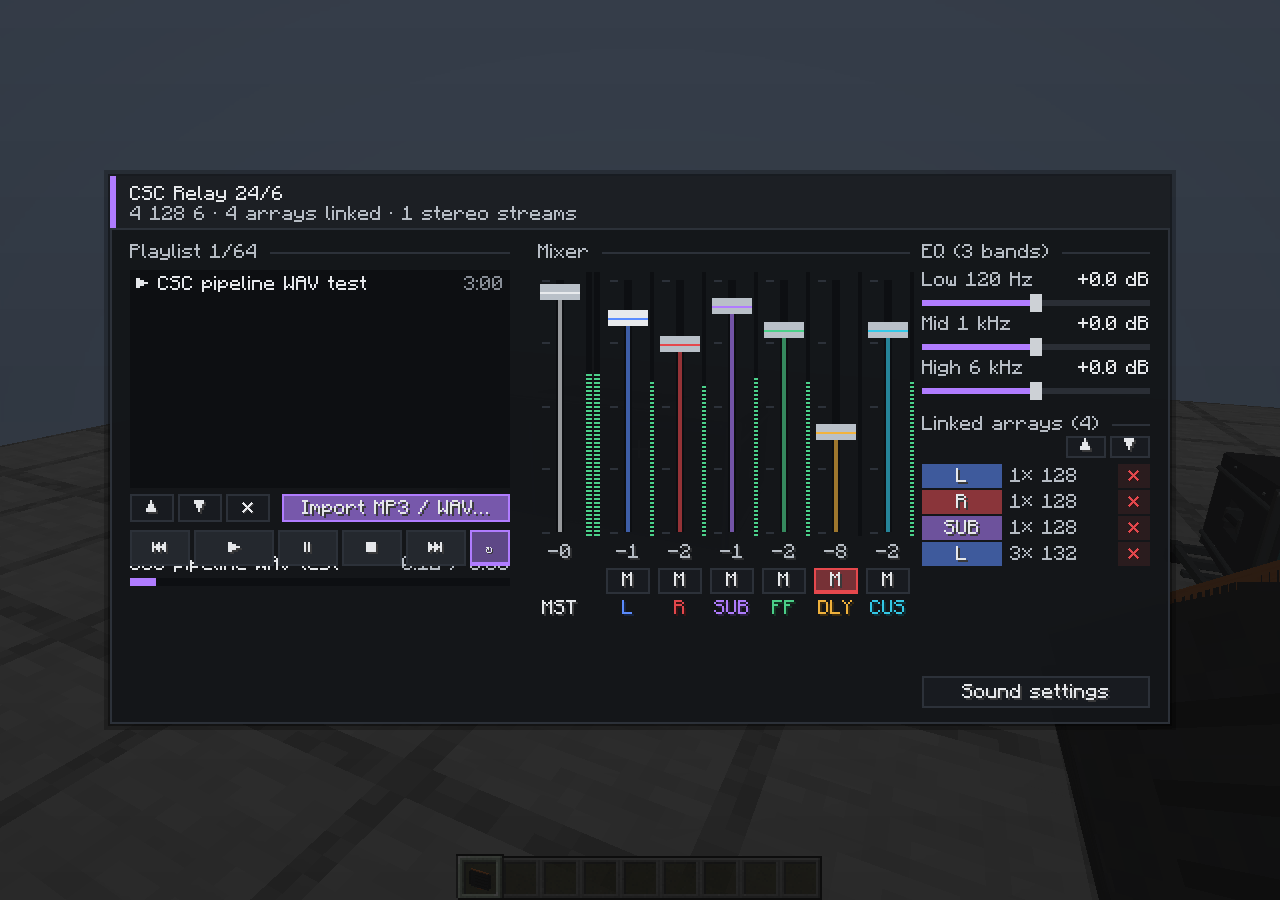 CSC Relay 24/6
4 128 6 · 4 arrays linked · 1 stereo streams
Playlist 1/64
► CSC pipeline WAV test 3:00
▲ ▼ × Import MP3 / WAV...
Mixer
-0 -1 -2 -1 -2 -8 -2
M M M M M M
MST L R SUB FF DLY CUS
EQ (3 bands)
Low 120 Hz +0.0 dB
Mid 1 kHz +0.0 dB
High 6 kHz +0.0 dB
Linked arrays (4)
▲ ▼
L 1× 128 ×
R 1× 128 ×
SUB 1× 128 ×
L 3× 132 ×
Sound settings